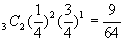 ₃C₂(1/4)²(3/4)¹ = 9/64